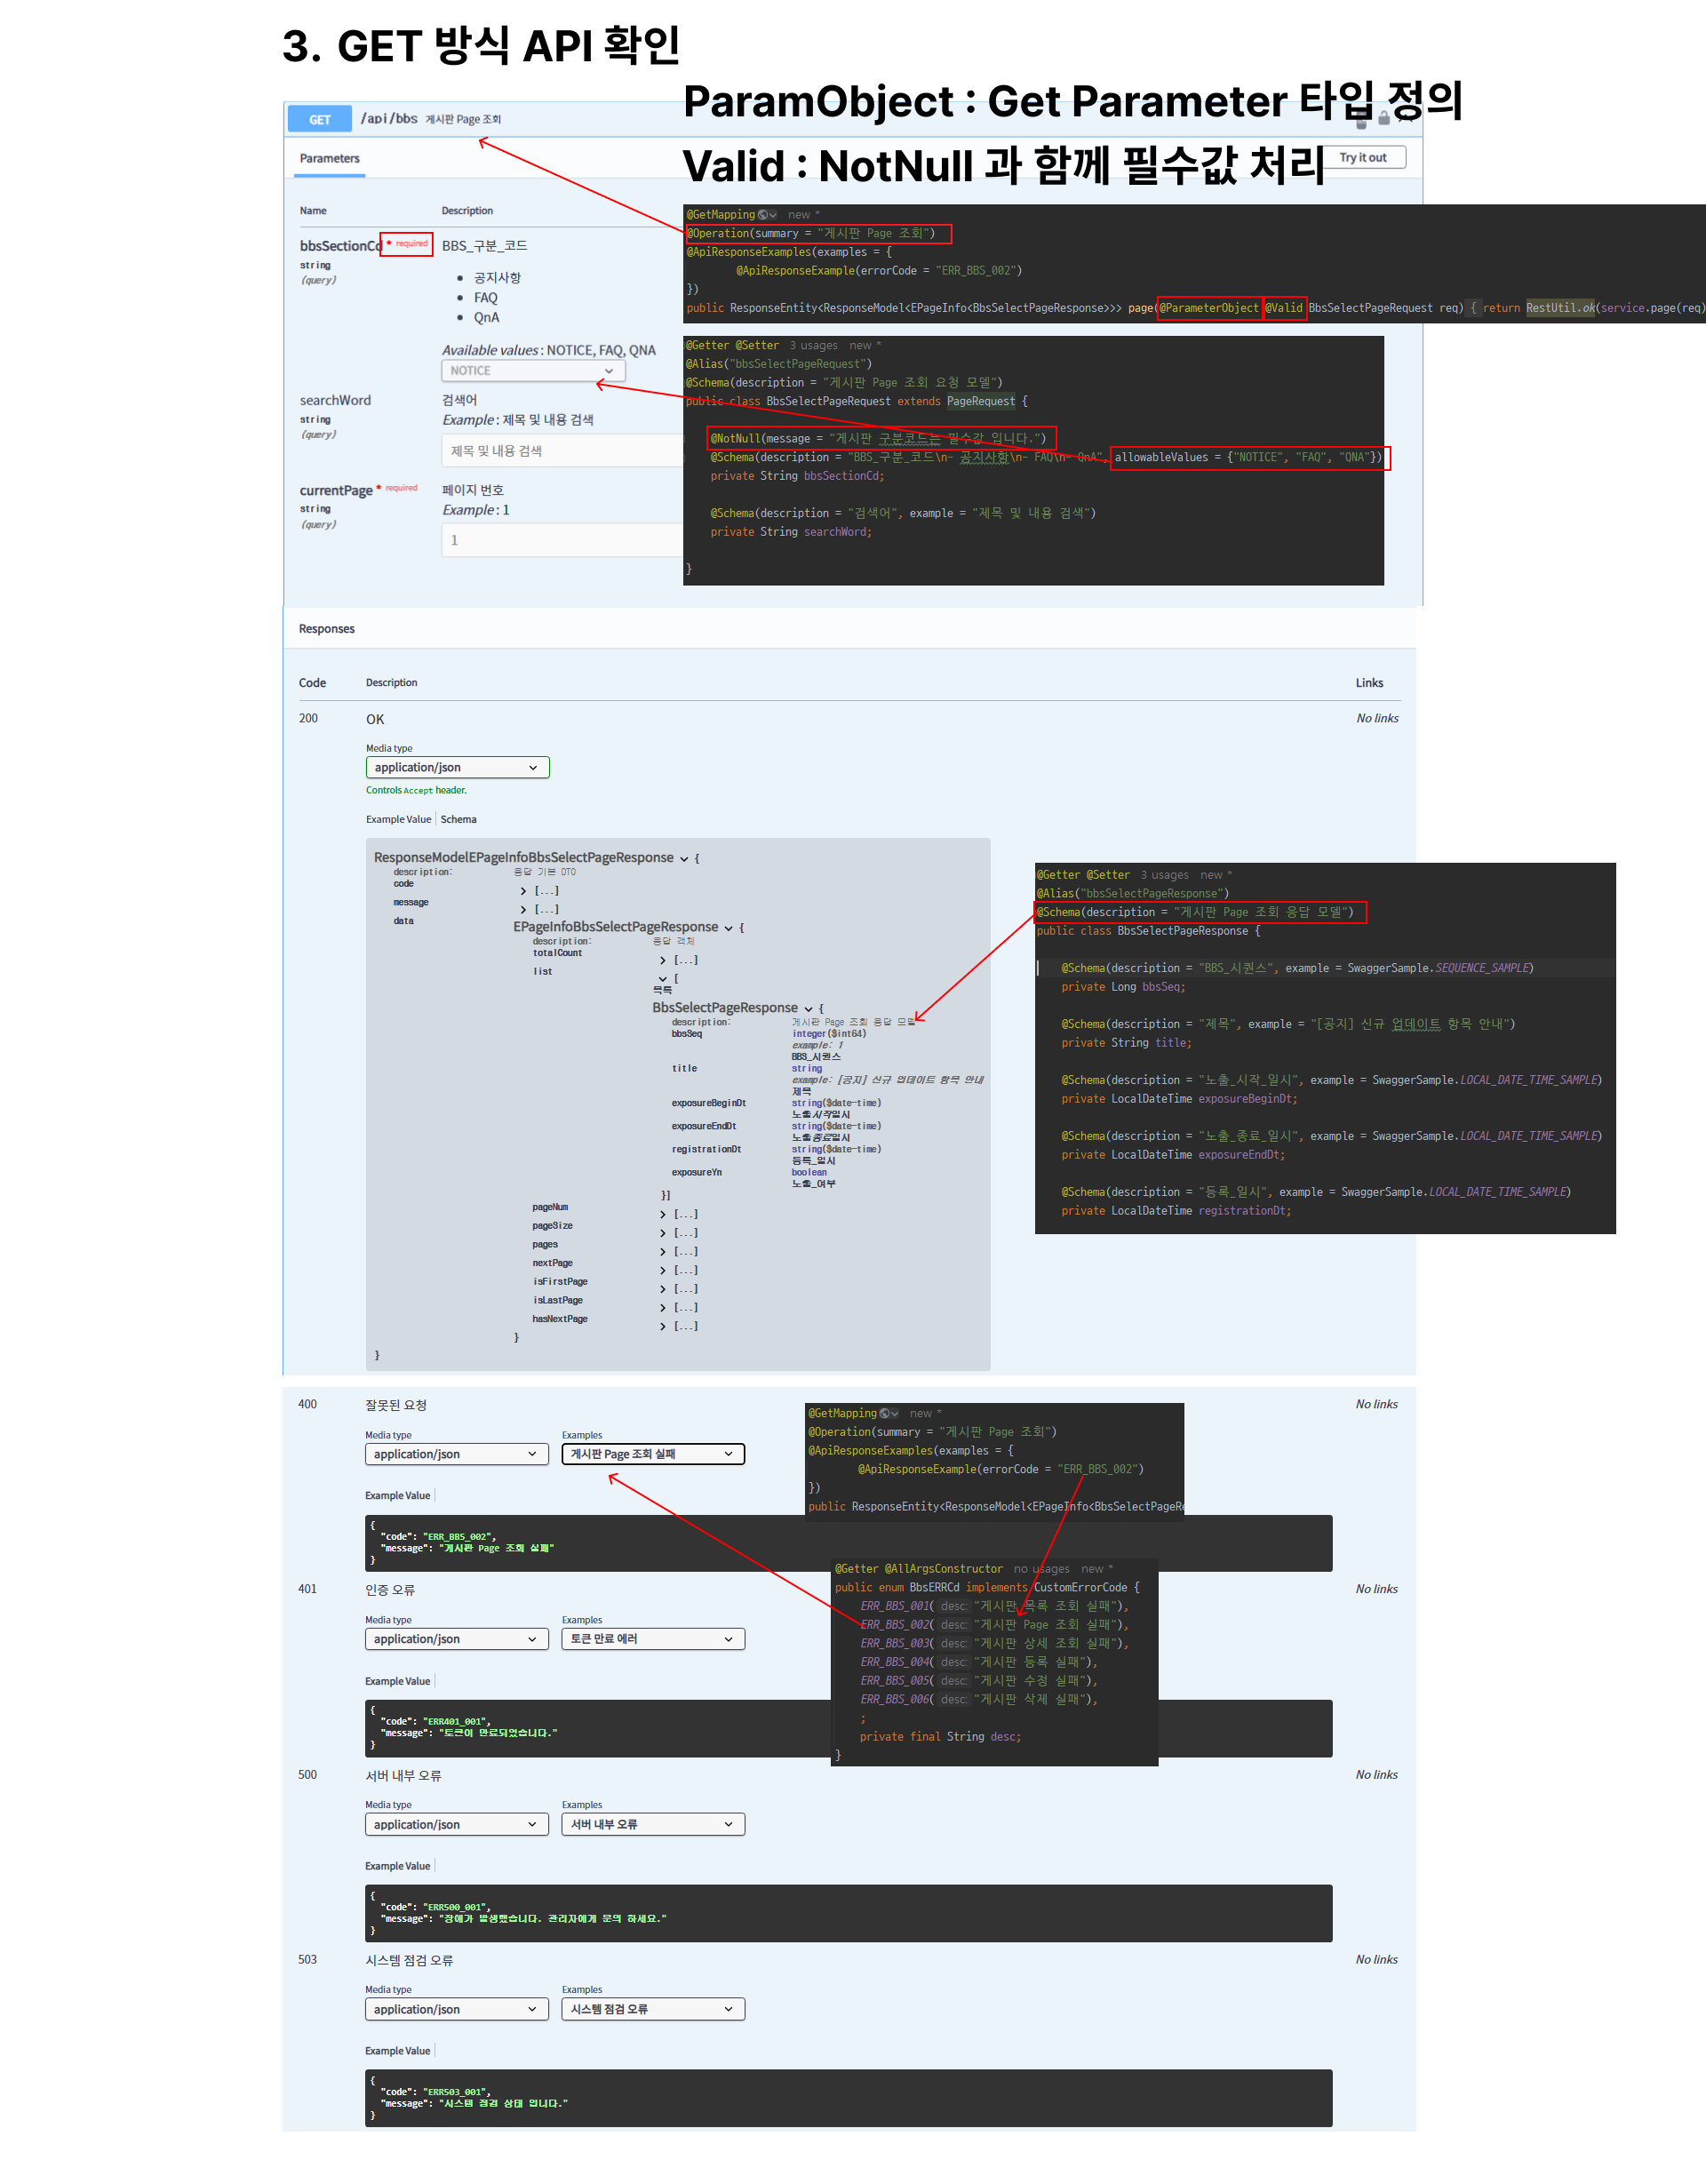 3. GET 방식 API 확인
ParamObject : Get Parameter 타입 정의
Valid : NotNull 과 함께 필수값 처리
GET /api/bbs 게시판 Page 조회
Parameters
Try it out
Name Description
bbsSectionCd * required
string
(query)
BBS_구분_코드
공지사항
FAQ
QnA
Available values : NOTICE, FAQ, QNA
NOTICE
searchWord
string
(query)
검색어
Example : 제목 및 내용 검색
제목 및 내용 검색
currentPage * required
string
(query)
페이지 번호
Example : 1
1
@GetMapping new *
@Operation(summary = "게시판 Page 조회")
@ApiResponseExamples(examples = {
@ApiResponseExample(errorCode = "ERR_BBS_002")
})
public ResponseEntity<ResponseModel<EPageInfo<BbsSelectPageResponse>>> page(@ParameterObject @Valid BbsSelectPageRequest req) { return RestUtil.ok(service.page(req)
@Getter @Setter 3 usages new *
@Alias("bbsSelectPageRequest")
@Schema(description = "게시판 Page 조회 요청 모델")
public class BbsSelectPageRequest extends PageRequest {
@NotNull(message = "게시판 구분코드는 필수값 입니다.")
@Schema(description = "BBS_구분_코드\n- 공지사항\n- FAQ\n- QnA", allowableValues = {"NOTICE", "FAQ", "QNA"})
private String bbsSectionCd;
@Schema(description = "검색어", example = "제목 및 내용 검색")
private String searchWord;
}
Responses
Code Description Links
200 OK No links
Media type
application/json
Controls Accept header.
Example Value Schema
ResponseModelEPageInfoBbsSelectPageResponse {
description: 응답 기본 DTO
code [...]
message [...]
data EPageInfoBbsSelectPageResponse {
description: 응답 객체
totalCount [...]
list [
목록
BbsSelectPageResponse {
description: 게시판 Page 조회 응답 모델
bbsSeq integer($int64)
example: 1
BBS_시퀀스
title string
example: [공지] 신규 업데이트 항목 안내
제목
exposureBeginDt string($date-time)
노출시작일시
exposureEndDt string($date-time)
노출종료일시
registrationDt string($date-time)
등록_일시
exposureYn boolean
노출_여부
}]
pageNum [...]
pageSize [...]
pages [...]
nextPage [...]
isFirstPage [...]
isLastPage [...]
hasNextPage [...]
}
}
@Getter @Setter 3 usages new *
@Alias("bbsSelectPageResponse")
@Schema(description = "게시판 Page 조회 응답 모델")
public class BbsSelectPageResponse {
@Schema(description = "BBS_시퀀스", example = SwaggerSample.SEQUENCE_SAMPLE)
private Long bbsSeq;
@Schema(description = "제목", example = "[공지] 신규 업데이트 항목 안내")
private String title;
@Schema(description = "노출_시작_일시", example = SwaggerSample.LOCAL_DATE_TIME_SAMPLE)
private LocalDateTime exposureBeginDt;
@Schema(description = "노출_종료_일시", example = SwaggerSample.LOCAL_DATE_TIME_SAMPLE)
private LocalDateTime exposureEndDt;
@Schema(description = "등록_일시", example = SwaggerSample.LOCAL_DATE_TIME_SAMPLE)
private LocalDateTime registrationDt;
400 잘못된 요청 No links
Media type Examples
application/json 게시판 Page 조회 실패
Example Value
{
"code": "ERR_BBS_002",
"message": "게시판 Page 조회 실패"
}
@GetMapping new *
@Operation(summary = "게시판 Page 조회")
@ApiResponseExamples(examples = {
@ApiResponseExample(errorCode = "ERR_BBS_002")
})
public ResponseEntity<ResponseModel<EPageInfo<BbsSelectPageRe
@Getter @AllArgsConstructor no usages new *
public enum BbsERRCd implements CustomErrorCode {
ERR_BBS_001( desc: "게시판 목록 조회 실패"),
ERR_BBS_002( desc: "게시판 Page 조회 실패"),
ERR_BBS_003( desc: "게시판 상세 조회 실패"),
ERR_BBS_004( desc: "게시판 등록 실패"),
ERR_BBS_005( desc: "게시판 수정 실패"),
ERR_BBS_006( desc: "게시판 삭제 실패"),
;
private final String desc;
}
401 인증 오류 No links
Media type Examples
application/json 토큰 만료 에러
Example Value
{
"code": "ERR401_001",
"message": "토큰이 만료되었습니다."
}
500 서버 내부 오류 No links
Media type Examples
application/json 서버 내부 오류
Example Value
{
"code": "ERR500_001",
"message": "장애가 발생했습니다. 관리자에게 문의 하세요."
}
503 시스템 점검 오류 No links
Media type Examples
application/json 시스템 점검 오류
Example Value
{
"code": "ERR503_001",
"message": "시스템 점검 상태 입니다."
}